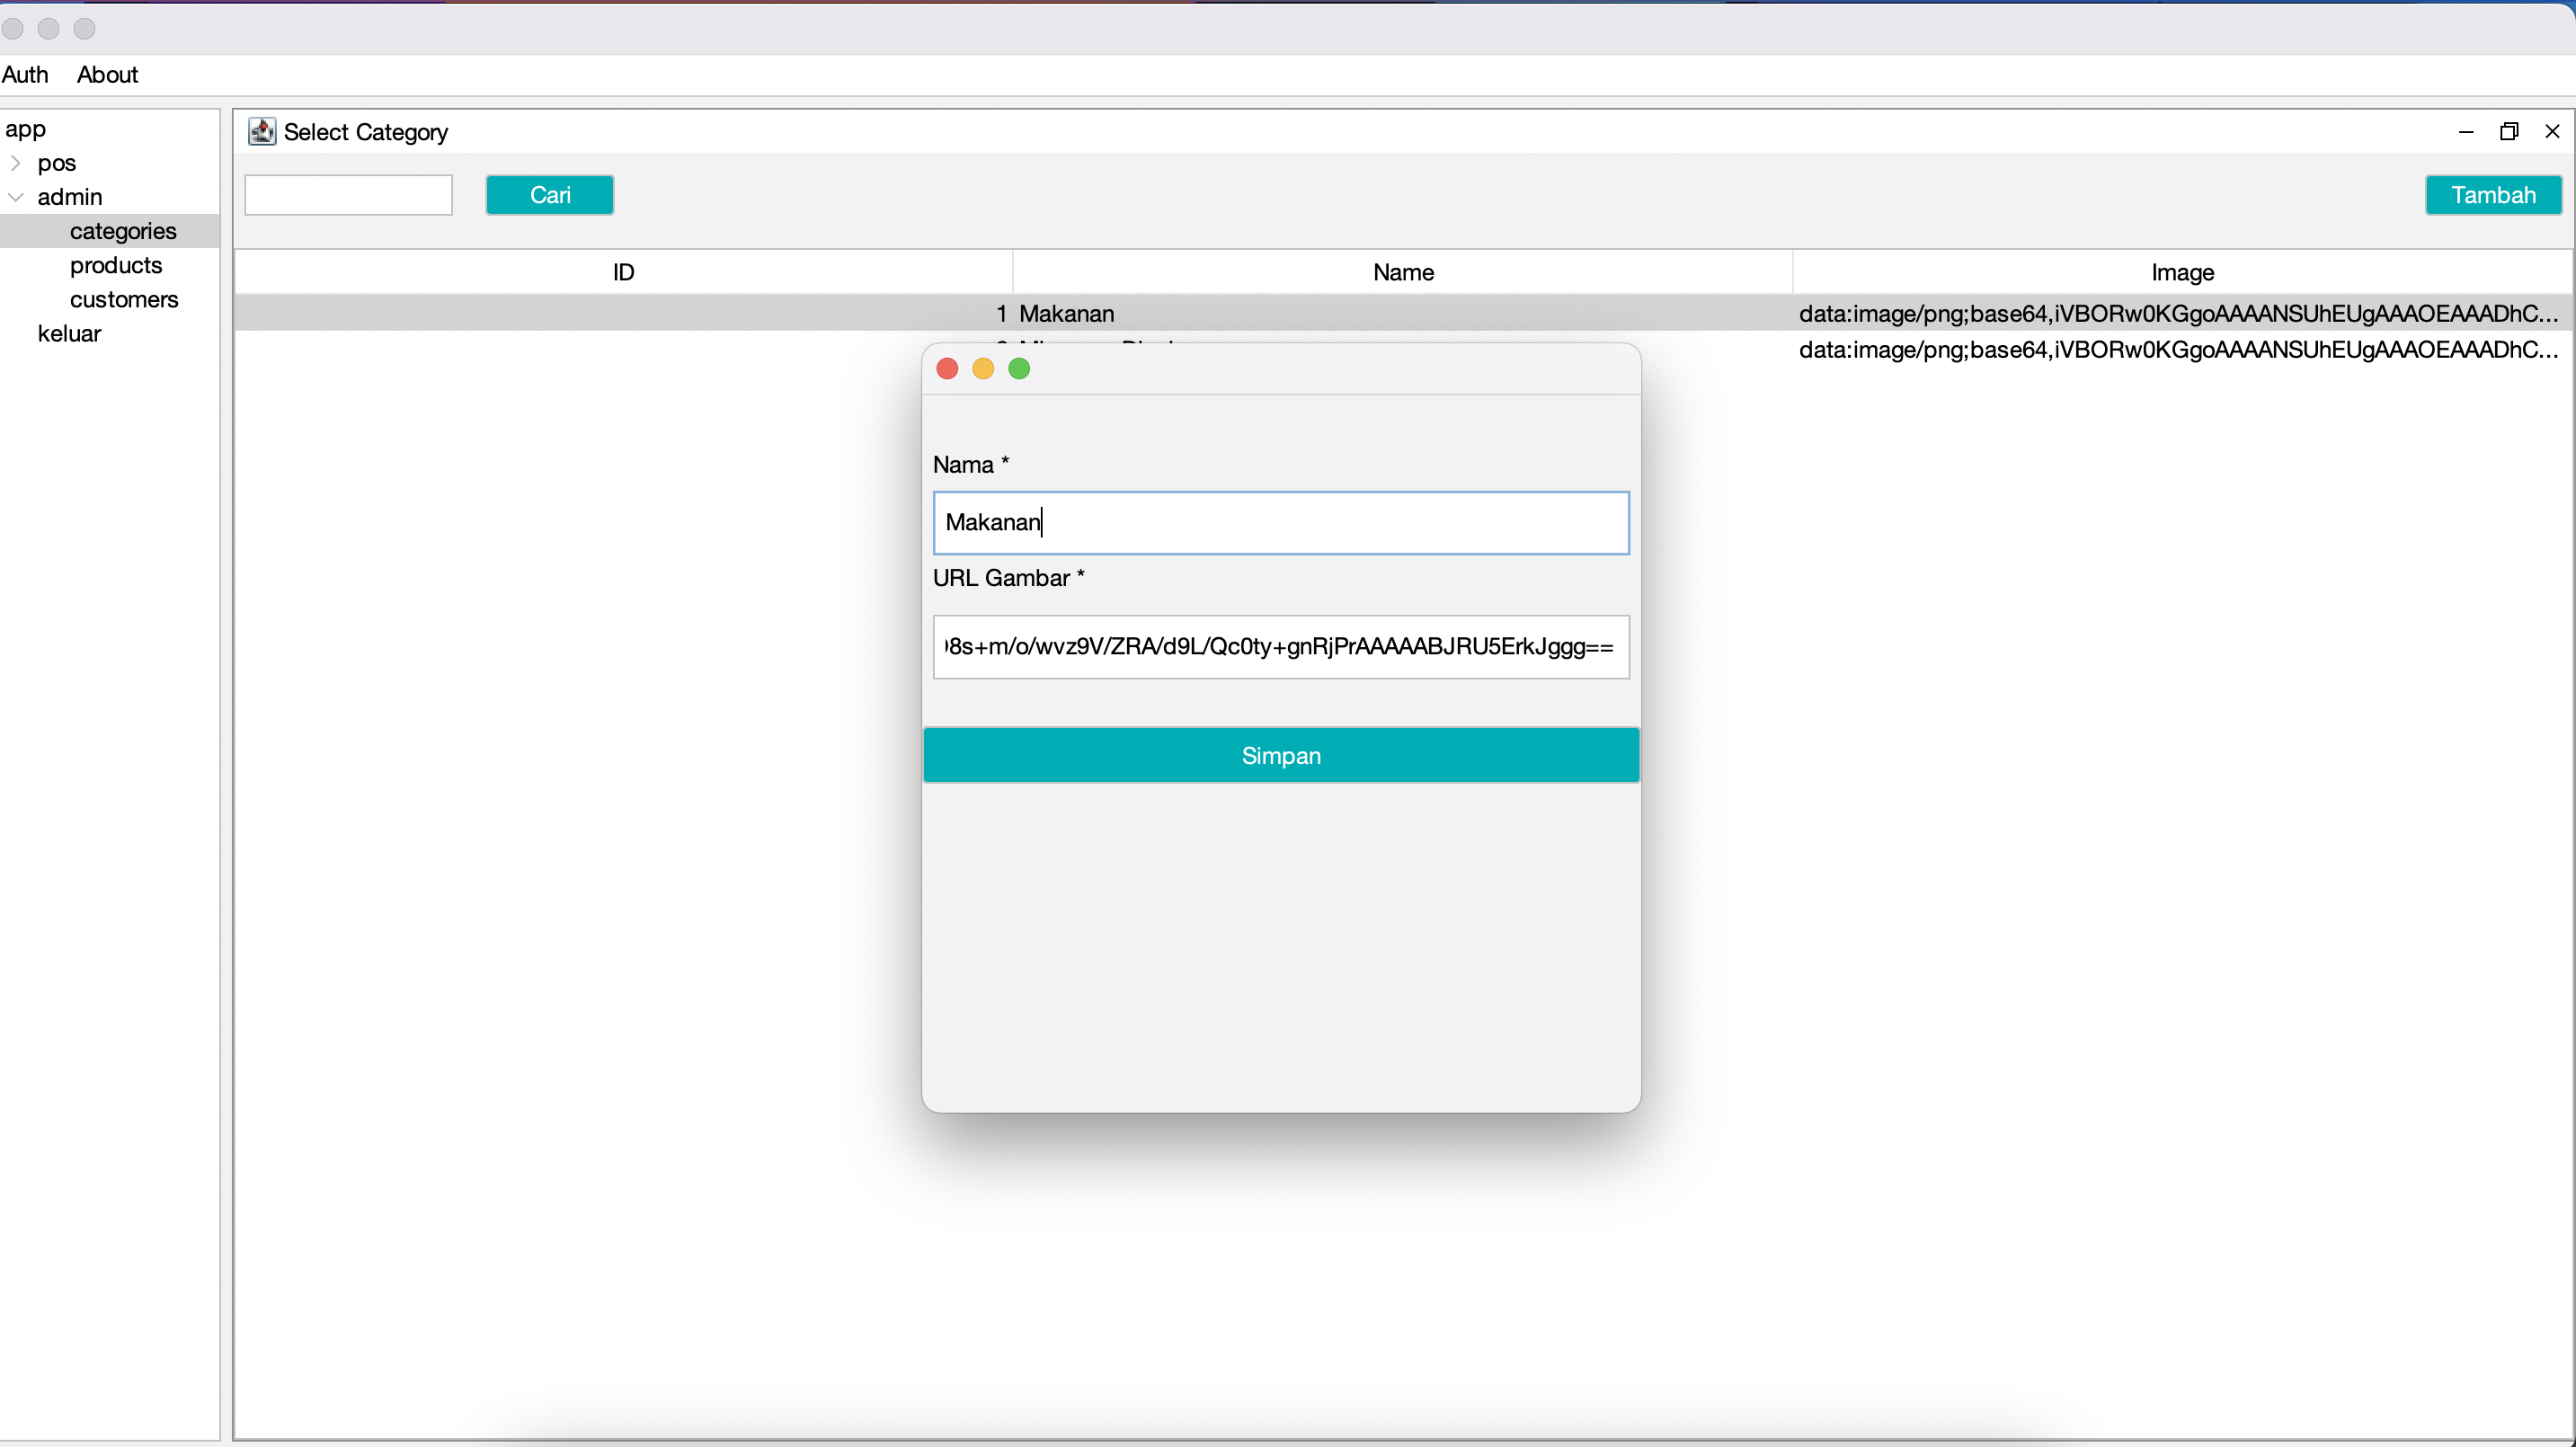 Auth About
app
pos
admin
categories
products
customers
keluar
Select Category
Cari
Tambah
ID Name Image
1 Makanan data:image/png;base64,iVBORw0KGgoAAAANSUhEUgAAAOEAAADhC...
data:image/png;base64,iVBORw0KGgoAAAANSUhEUgAAAOEAAADhC...
Nama *
Makanan
URL Gambar *
8s+m/o/wvz9V/ZRA/d9L/Qc0ty+gnRjPrAAAAABJRU5ErkJggg==
Simpan